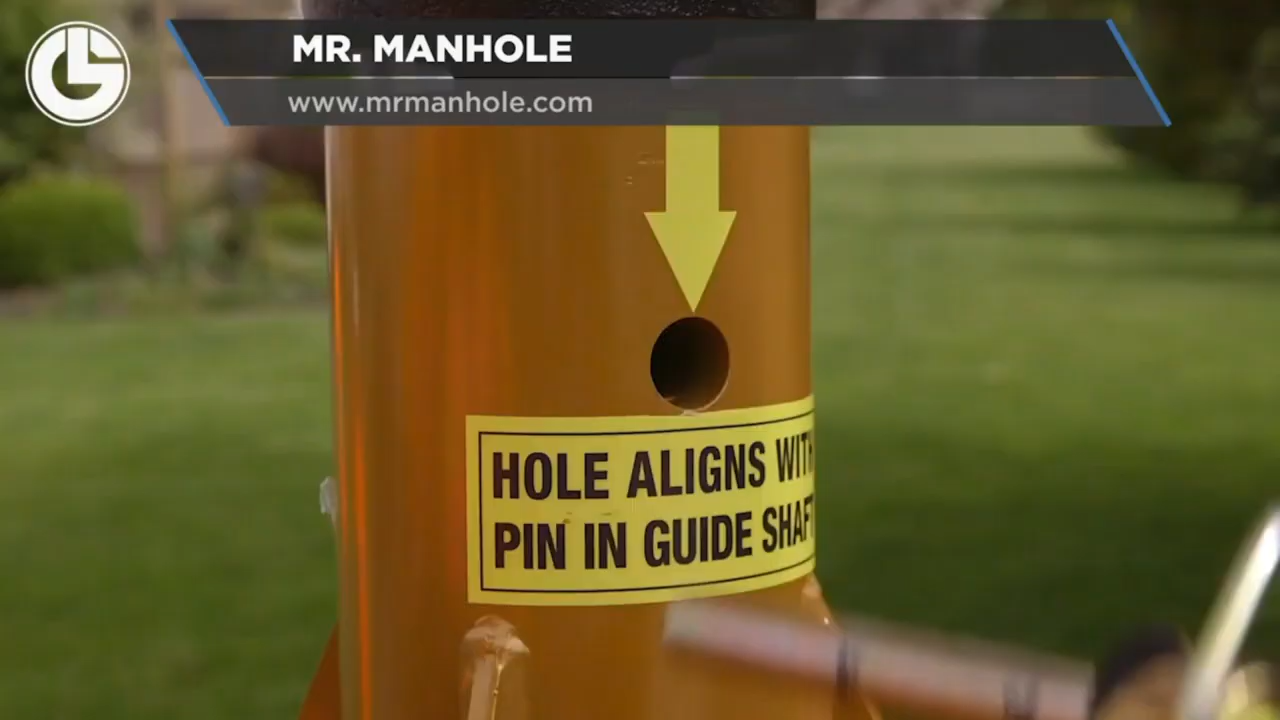 MR. MANHOLE
www.mrmanhole.com
HOLE ALIGNS WITH
PIN IN GUIDE SHAFT